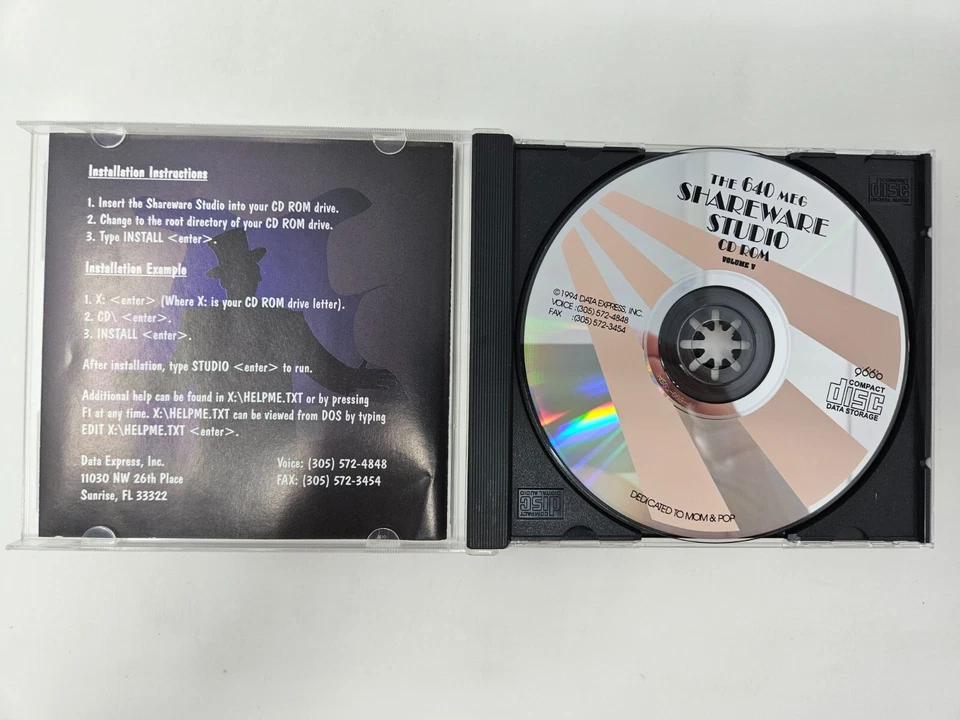 Installation Instructions
1. Insert the Shareware Studio into your CD ROM drive.
2. Change to the root directory of your CD ROM drive.
3. Type INSTALL <enter>.
Installation Example
1. X: <enter> (Where X: is your CD ROM drive letter).
2. CD\ <enter>.
3. INSTALL <enter>.
After installation, type STUDIO <enter> to run.
Additional help can be found in X:\HELPME.TXT or by pressing
F1 at any time. X:\HELPME.TXT can be viewed from DOS by typing
EDIT X:\HELPME.TXT <enter>.
Data Express, Inc.
11030 NW 26th Place
Sunrise, FL 33322
Voice: (305) 572-4848
FAX: (305) 572-3454
THE 640 MEG
SHAREWARE
STUDIO
CD ROM
VOLUME V
©1994 DATA EXPRESS, INC.
VOICE :(305) 572-4848
FAX :(305) 572-3454
COMPACT
disc
DATA STORAGE
DEDICATED TO MOM & POP
COMPACT
disc
DIGITAL AUDIO